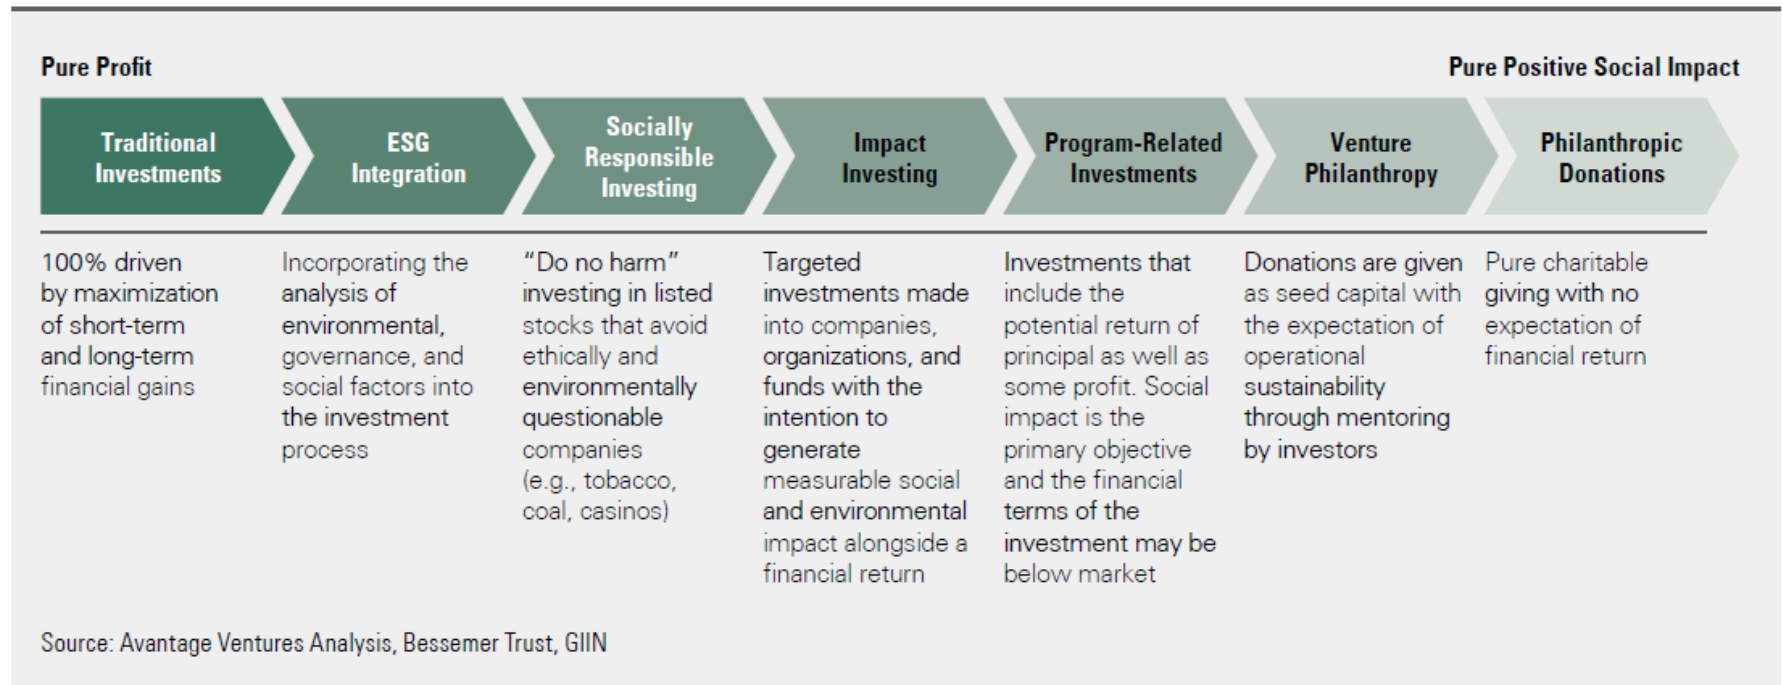 Pure Profit
Pure Positive Social Impact
Traditional
Investments
ESG
Integration
Socially
Responsible
Investing
Impact
Investing
Program-Related
Investments
Venture
Philanthropy
Philanthropic
Donations
100% driven
by maximization
of short-term
and long-term
financial gains
Incorporating the
analysis of
environmental,
governance, and
social factors into
the investment
process
“Do no harm”
investing in listed
stocks that avoid
ethically and
environmentally
questionable
companies
(e.g., tobacco,
coal, casinos)
Targeted
investments made
into companies,
organizations, and
funds with the
intention to
generate
measurable social
and environmental
impact alongside a
financial return
Investments that
include the
potential return of
principal as well as
some profit. Social
impact is the
primary objective
and the financial
terms of the
investment may be
below market
Donations are given
as seed capital with
the expectation of
operational
sustainability
through mentoring
by investors
Pure charitable
giving with no
expectation of
financial return
Source: Avantage Ventures Analysis, Bessemer Trust, GIIN